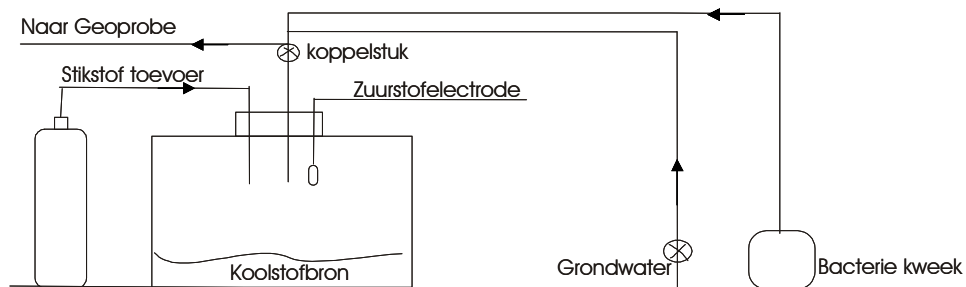 Naar Geoprobe
koppelstuk
Stikstof toevoer
Zuurstofelectrode
Koolstofbron
Grondwater
Bacterie kweek